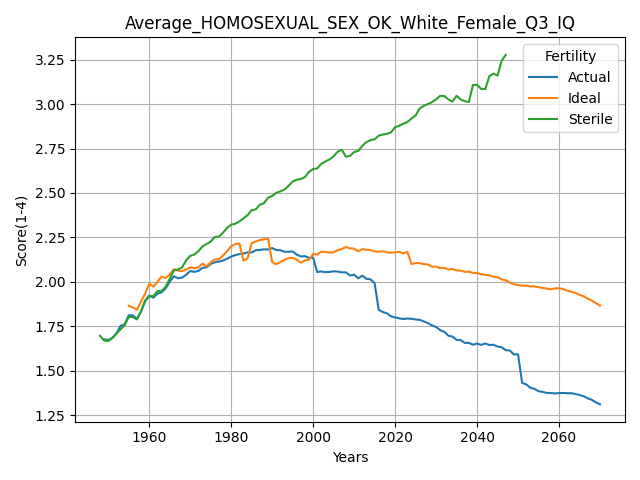 Average_HOMOSEXUAL_SEX_OK_White_Female_Q3_IQ
Fertility
Actual
Ideal
Sterile
Score(1-4)
3.25
3.00
2.75
2.50
2.25
2.00
1.75
1.50
1.25
1960 1980 2000 2020 2040 2060
Years